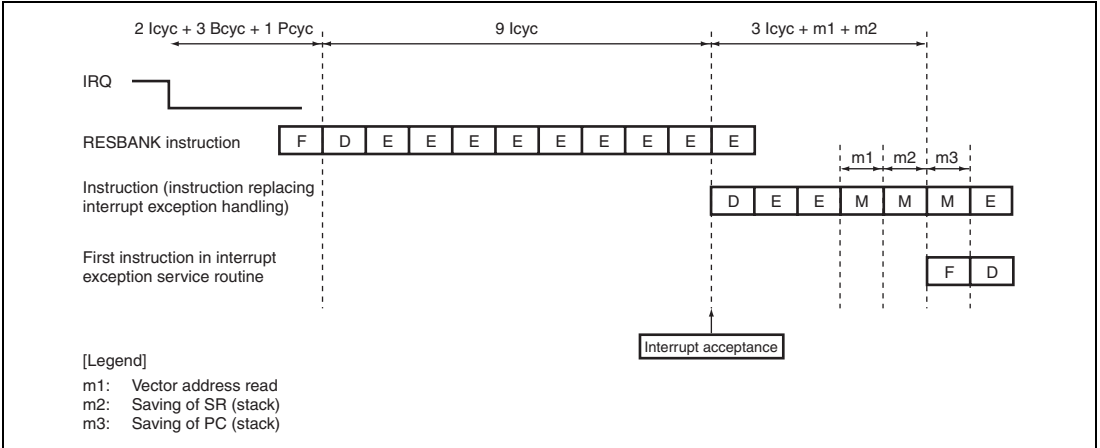 2 Icyc + 3 Bcyc + 1 Pcyc 9 Icyc 3 Icyc + m1 + m2
IRQ
RESBANK instruction F D E E E E E E E E E
m1 m2 m3
Instruction (instruction replacing
interrupt exception handling)
D E E M M M E
First instruction in interrupt
exception service routine
F D
Interrupt acceptance
[Legend]
m1: Vector address read
m2: Saving of SR (stack)
m3: Saving of PC (stack)